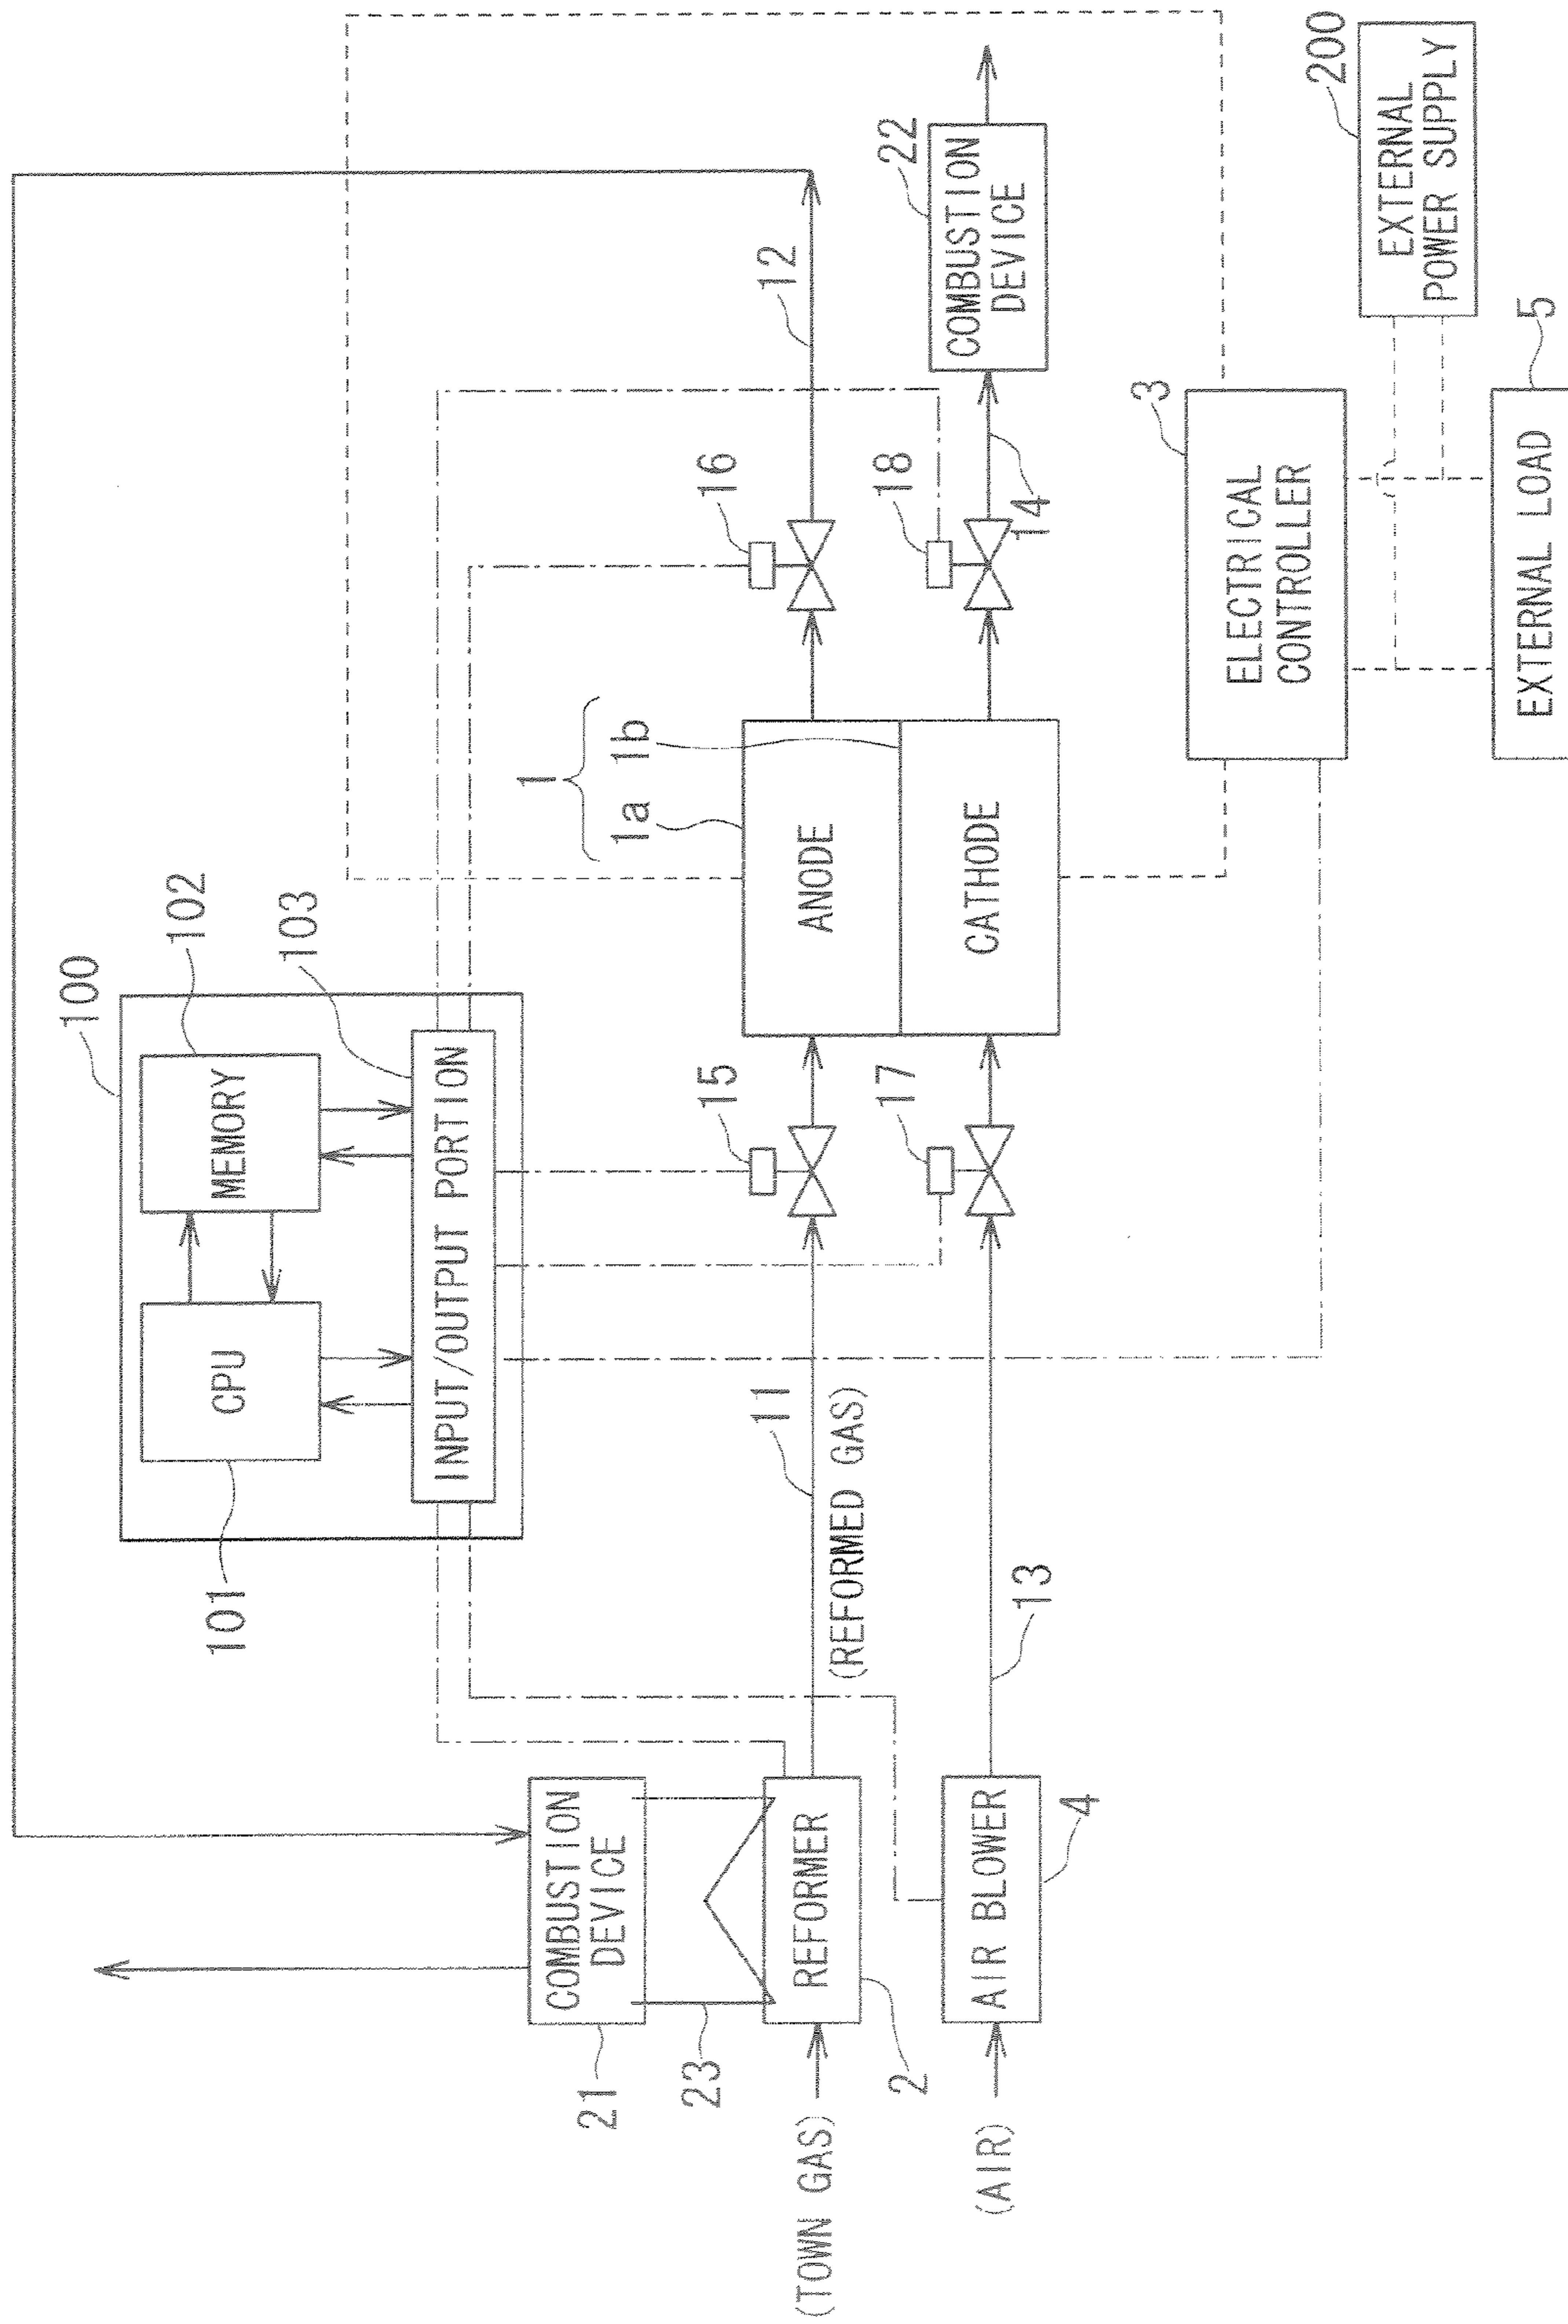 100
101
102
103
CPU
MEMORY
INPUT/OUTPUT PORTION
21
COMBUSTION
DEVICE
23
1
1a
1b
15
16
12
(TOWN GAS)
REFORMER
2
11
(REFORMED GAS)
ANODE
17
18
22
(AIR)
AIR BLOWER
4
13
CATHODE
14
COMBUSTION
DEVICE
3
ELECTRICAL
CONTROLLER
200
EXTERNAL
POWER SUPPLY
EXTERNAL LOAD
5